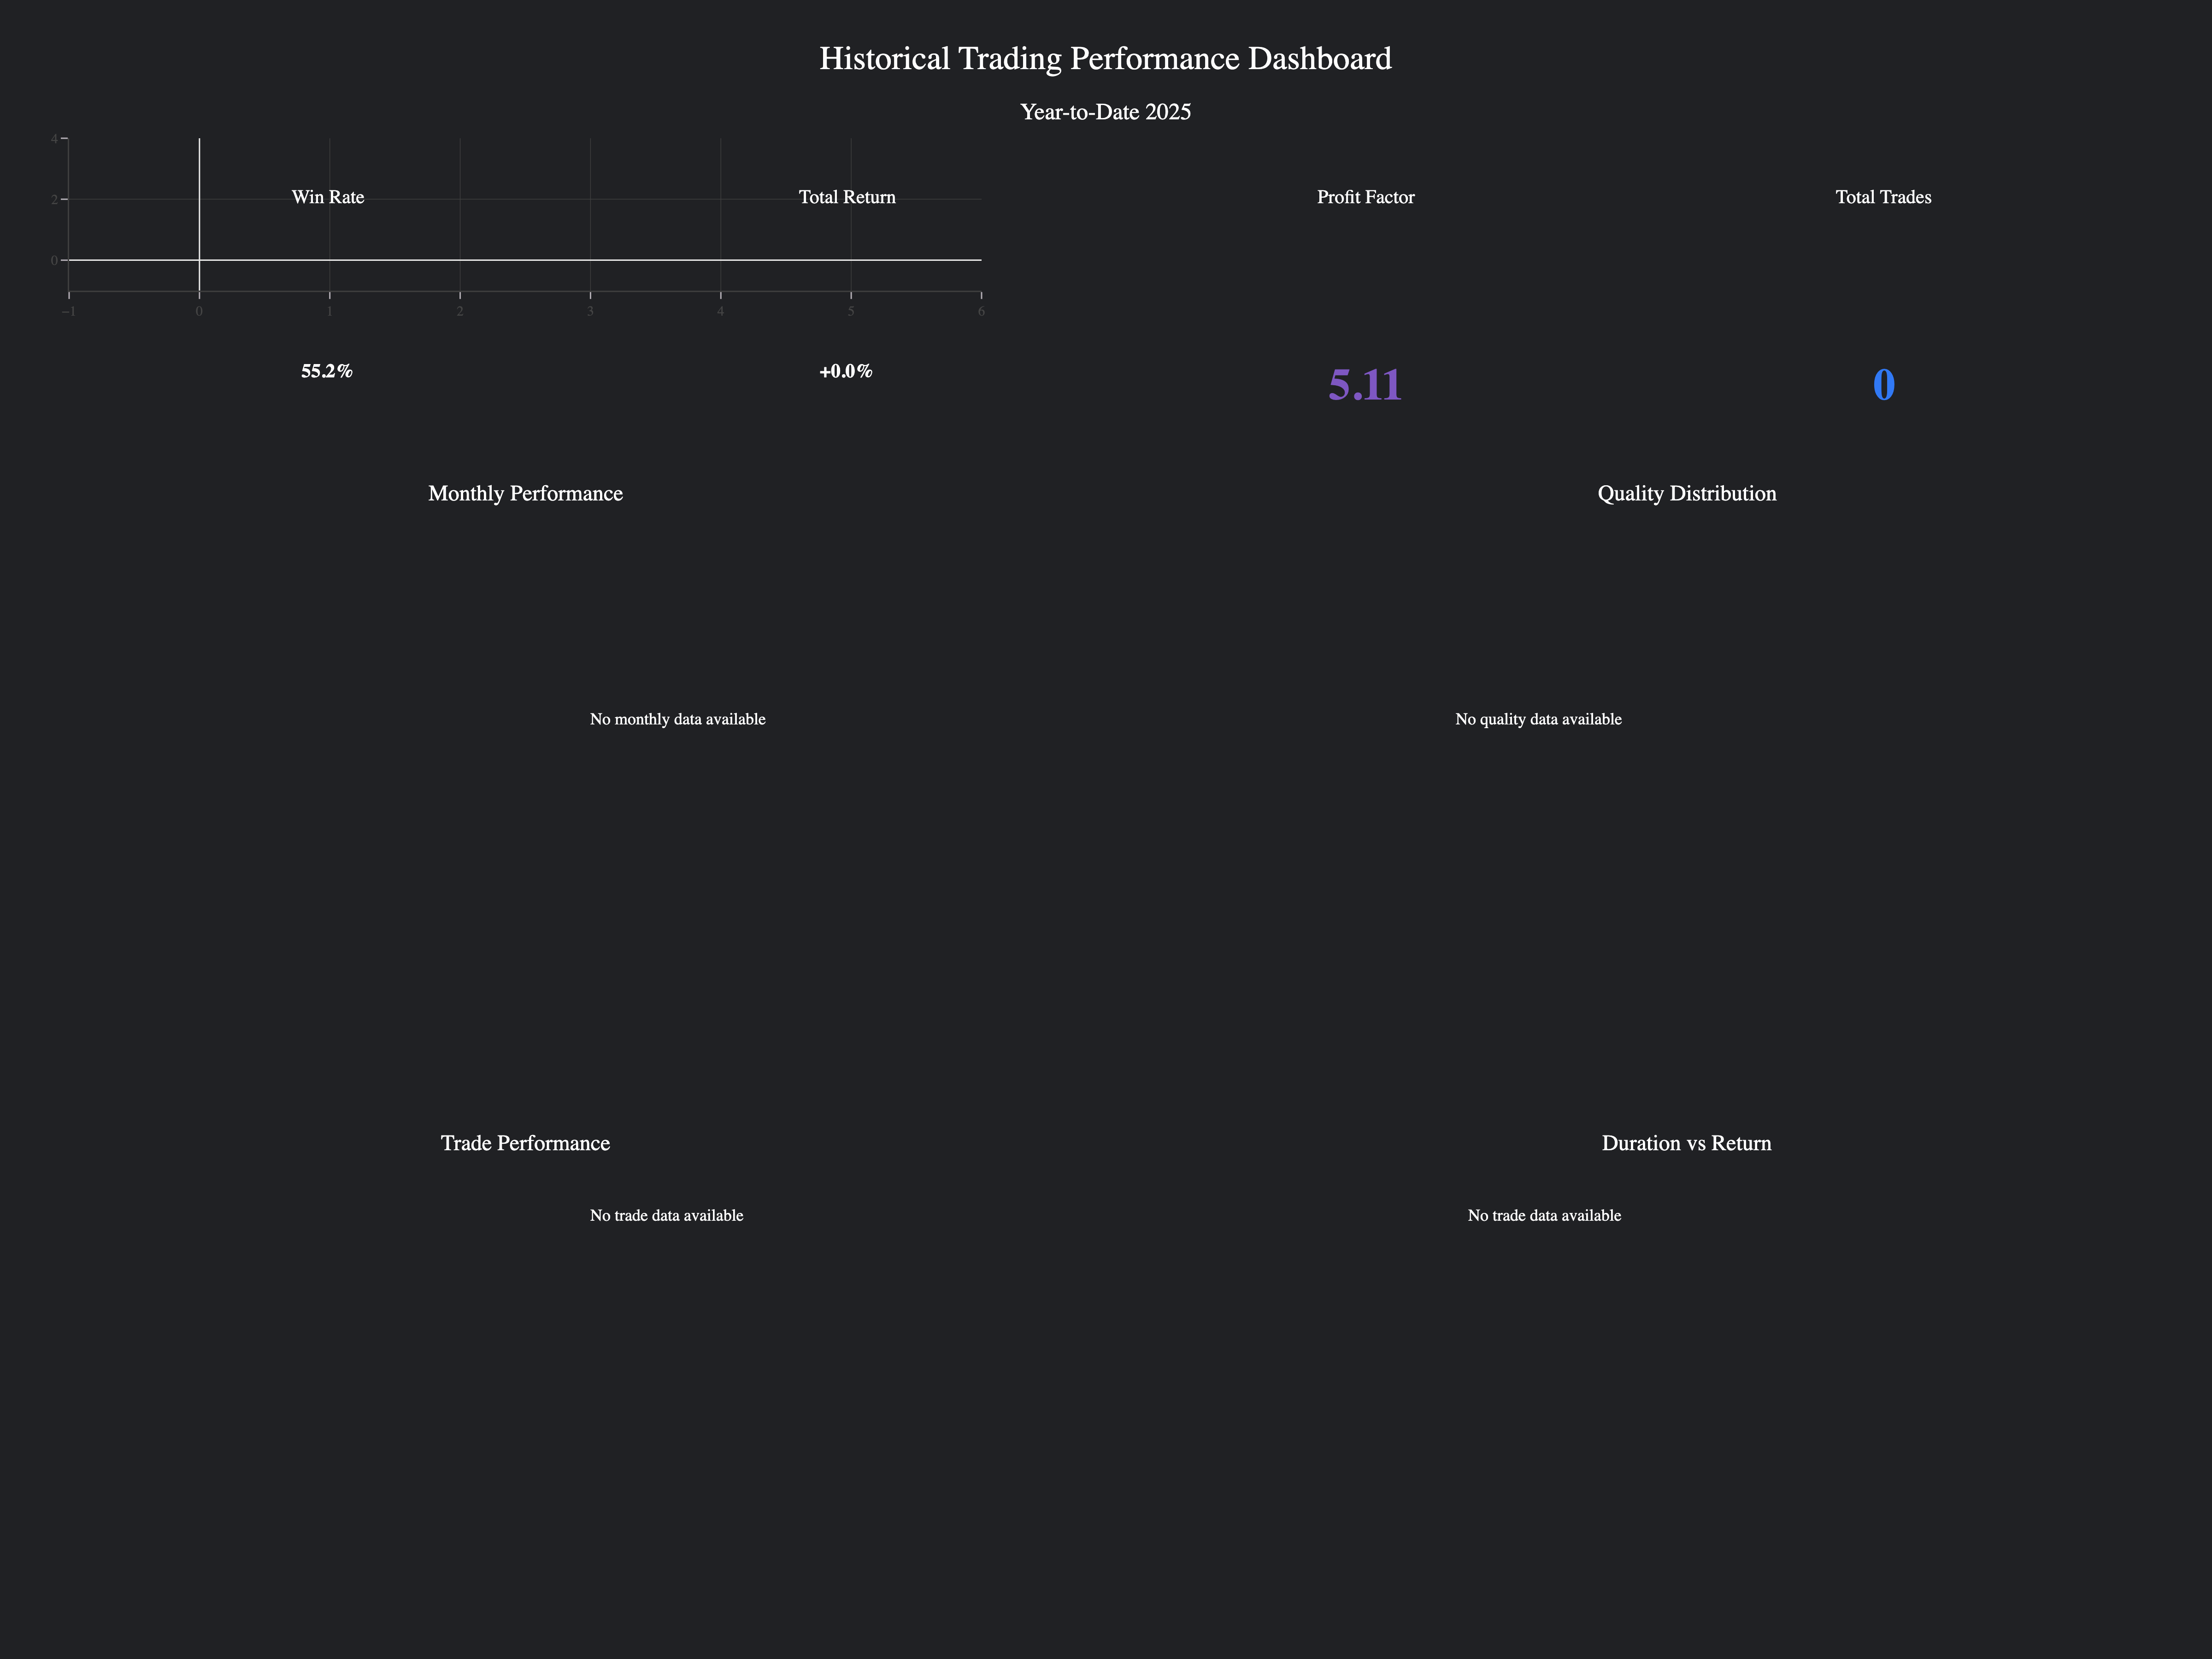 Historical Trading Performance Dashboard
Year-to-Date 2025
4
2
0
Win Rate
Total Return
Profit Factor
Total Trades
−1 0 1 2 3 4 5 6
55.2%
+0.0%
5.11
0
Monthly Performance
Quality Distribution
No monthly data available
No quality data available
Trade Performance
Duration vs Return
No trade data available
No trade data available